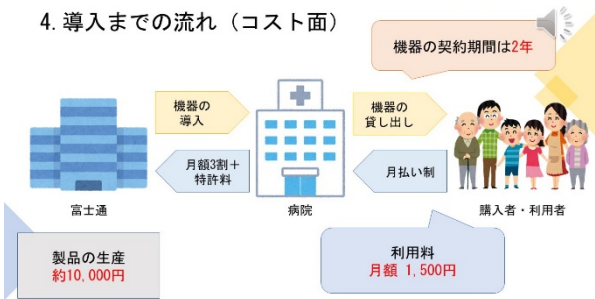 4.導入までの流れ（コスト面）
機器の契約期間は2年
機器の
導入
機器の
貸し出し
月額3割＋
特許料
月払い制
富士通
病院
購入者・利用者
製品の生産
約10,000円
利用料
月額 1,500円